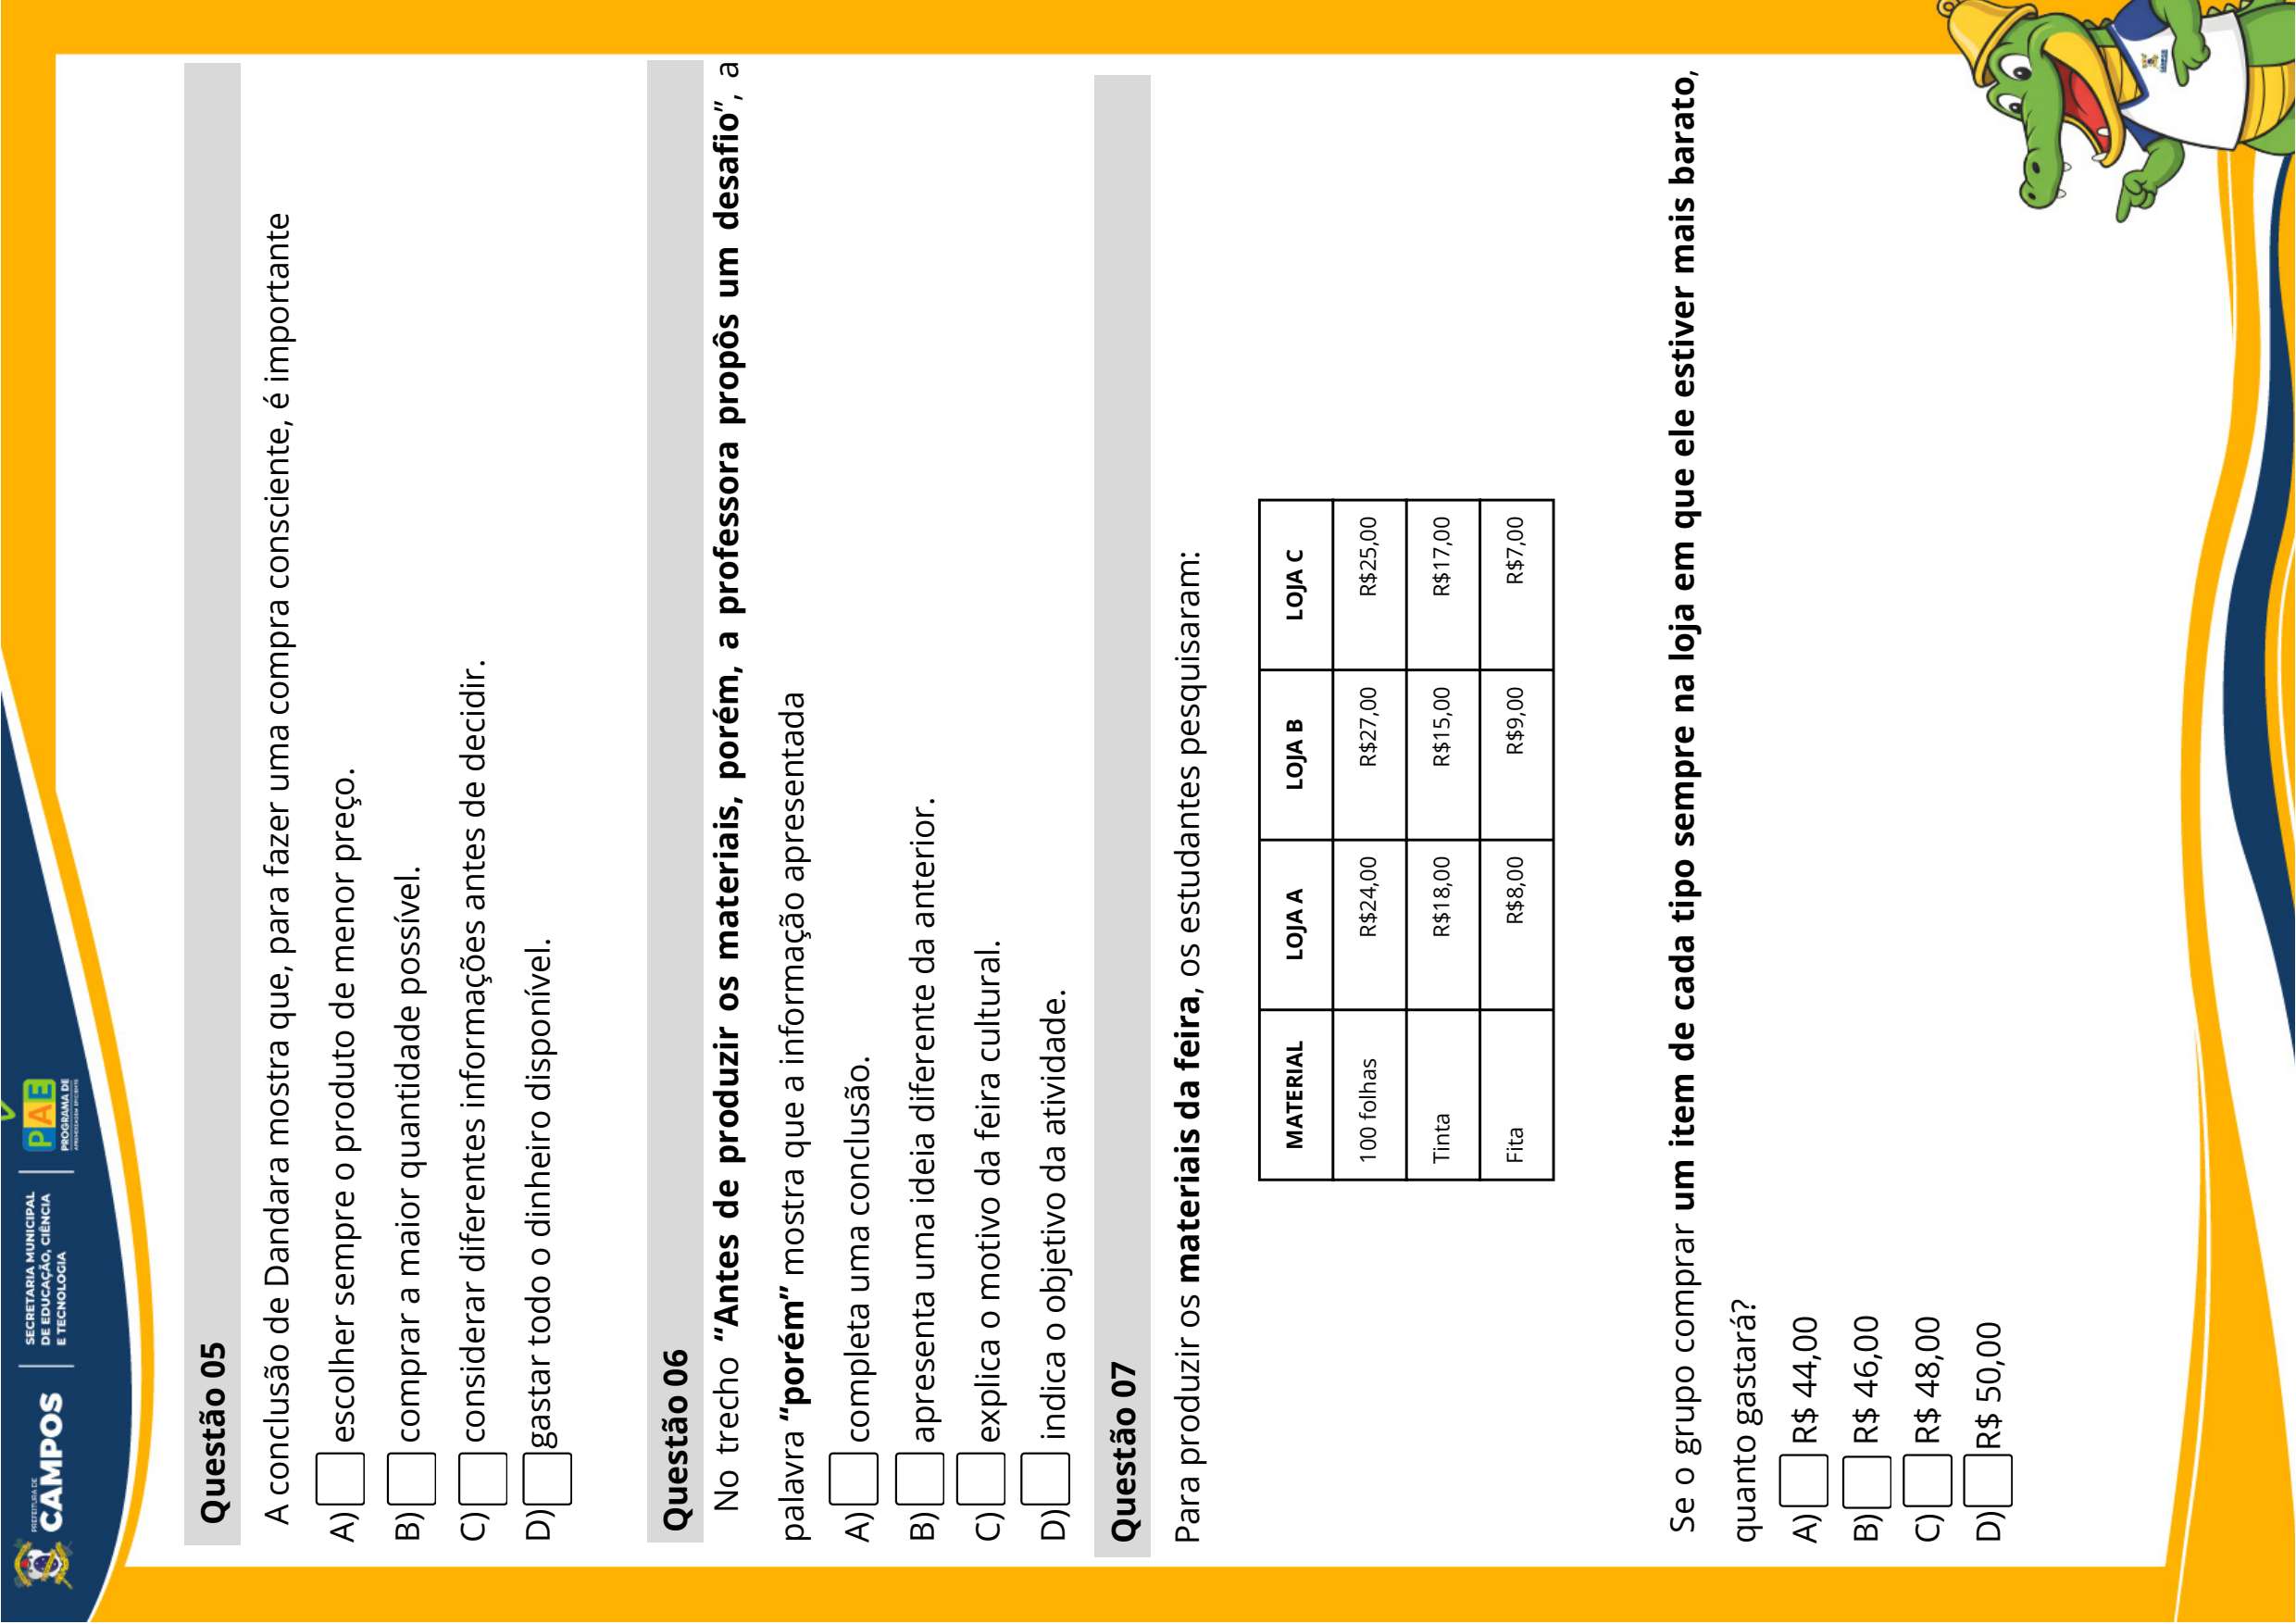 PREFEITURA DE
CAMPOS
SECRETARIA MUNICIPAL
DE EDUCAÇÃO, CIÊNCIA
E TECNOLOGIA
PAE
PROGRAMA DE
APRENDIZAGEM EFICIENTE
Questão 05
A conclusão de Dandara mostra que, para fazer uma compra consciente, é importante
A) escolher sempre o produto de menor preço.
B) comprar a maior quantidade possível.
C) considerar diferentes informações antes de decidir.
D) gastar todo o dinheiro disponível.
Questão 06
No trecho “Antes de produzir os materiais, porém, a professora propôs um desafio”, a
palavra “porém” mostra que a informação apresentada
A) completa uma conclusão.
B) apresenta uma ideia diferente da anterior.
C) explica o motivo da feira cultural.
D) indica o objetivo da atividade.
Questão 07
Para produzir os materiais da feira, os estudantes pesquisaram:
MATERIAL LOJA A LOJA B LOJA C
100 folhas R$24,00 R$27,00 R$25,00
Tinta R$18,00 R$15,00 R$17,00
Fita R$8,00 R$9,00 R$7,00
Se o grupo comprar um item de cada tipo sempre na loja em que ele estiver mais barato,
quanto gastará?
A) R$ 44,00
B) R$ 46,00
C) R$ 48,00
D) R$ 50,00